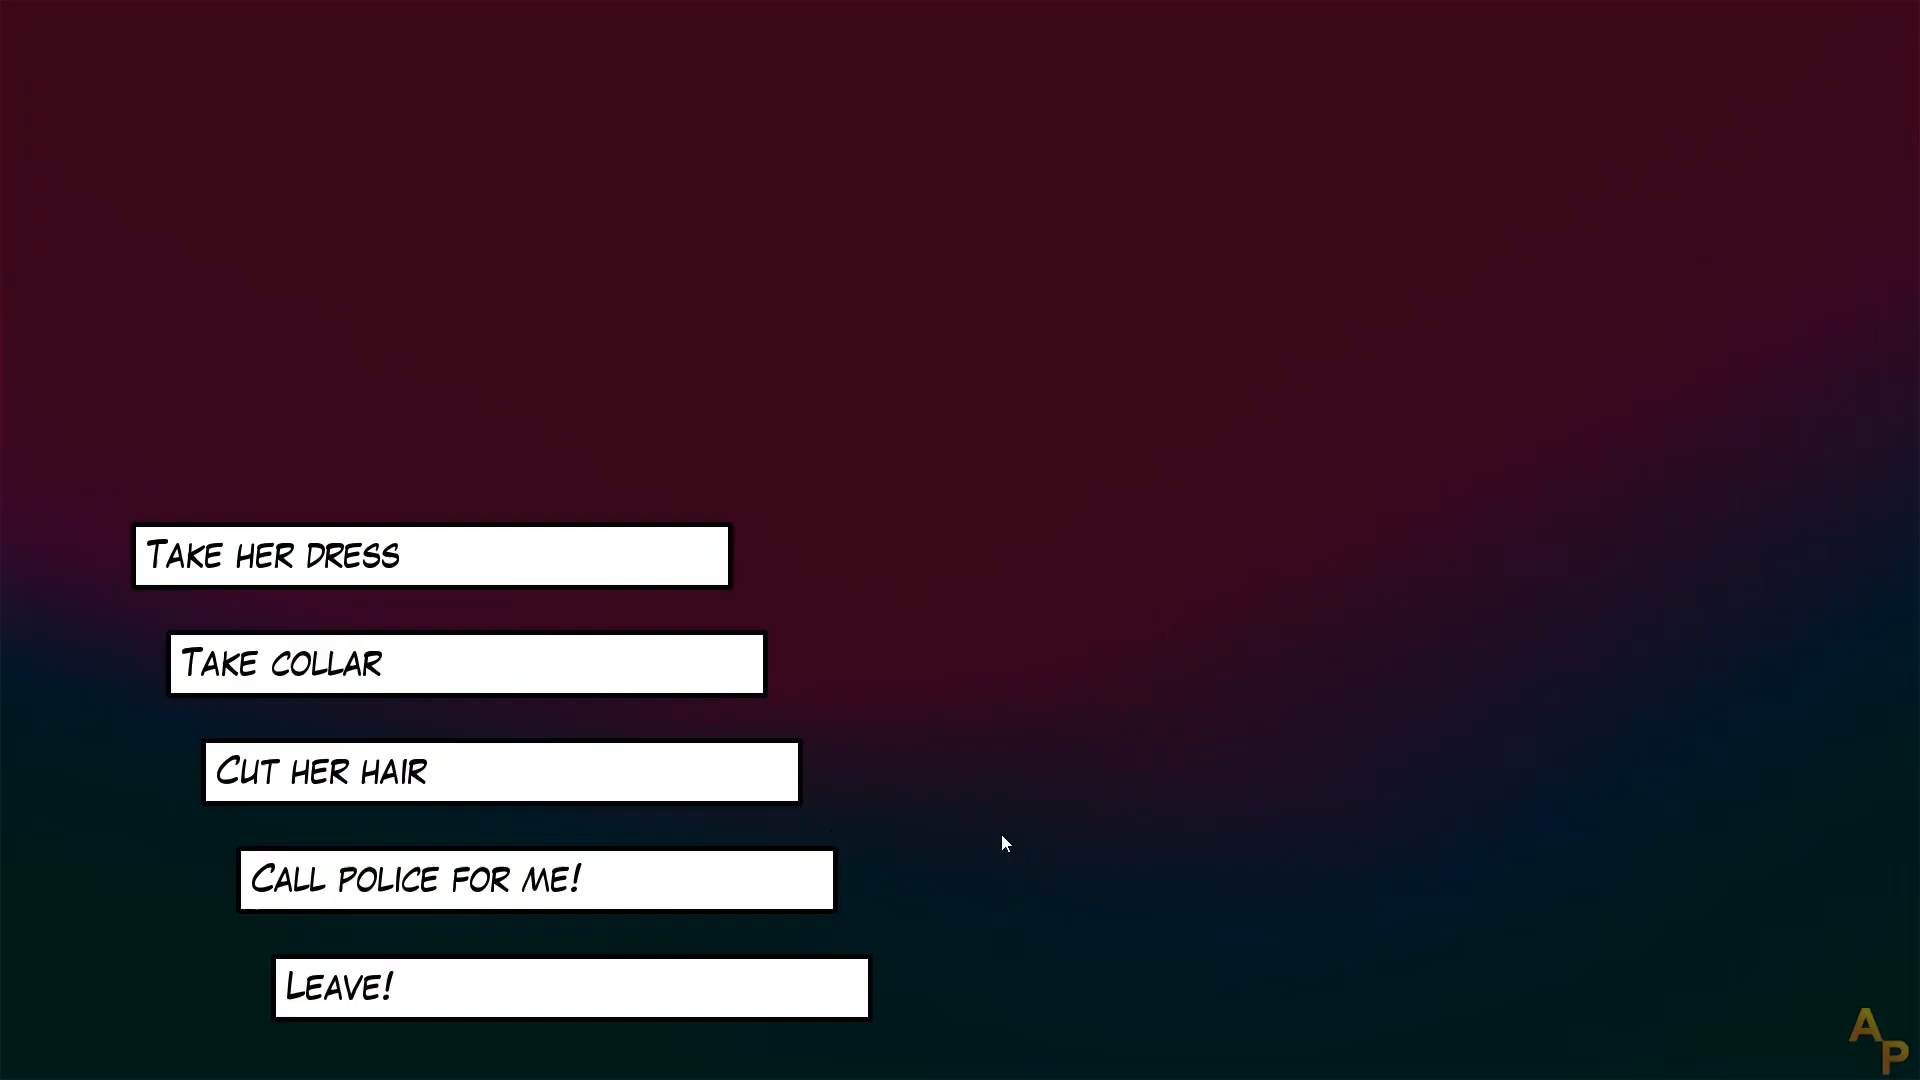 Take her dress
Take collar
Cut her hair
Call police for me!
Leave!
AP